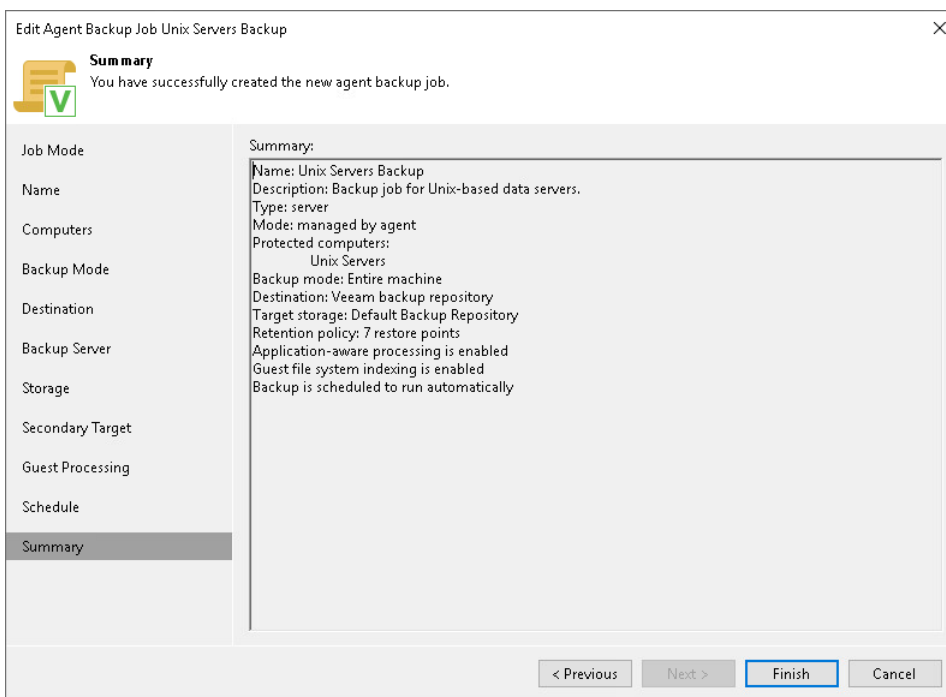 Edit Agent Backup Job Unix Servers Backup
Summary
You have successfully created the new agent backup job.
V
Job Mode
Name
Computers
Backup Mode
Destination
Backup Server
Storage
Secondary Target
Guest Processing
Schedule
Summary
Summary:
Name: Unix Servers Backup
Description: Backup job for Unix-based data servers.
Type: server
Mode: managed by agent
Protected computers:
Unix Servers
Backup mode: Entire machine
Destination: Veeam backup repository
Target storage: Default Backup Repository
Retention policy: 7 restore points
Application-aware processing is enabled
Guest file system indexing is enabled
Backup is scheduled to run automatically
< Previous
Next >
Finish
Cancel